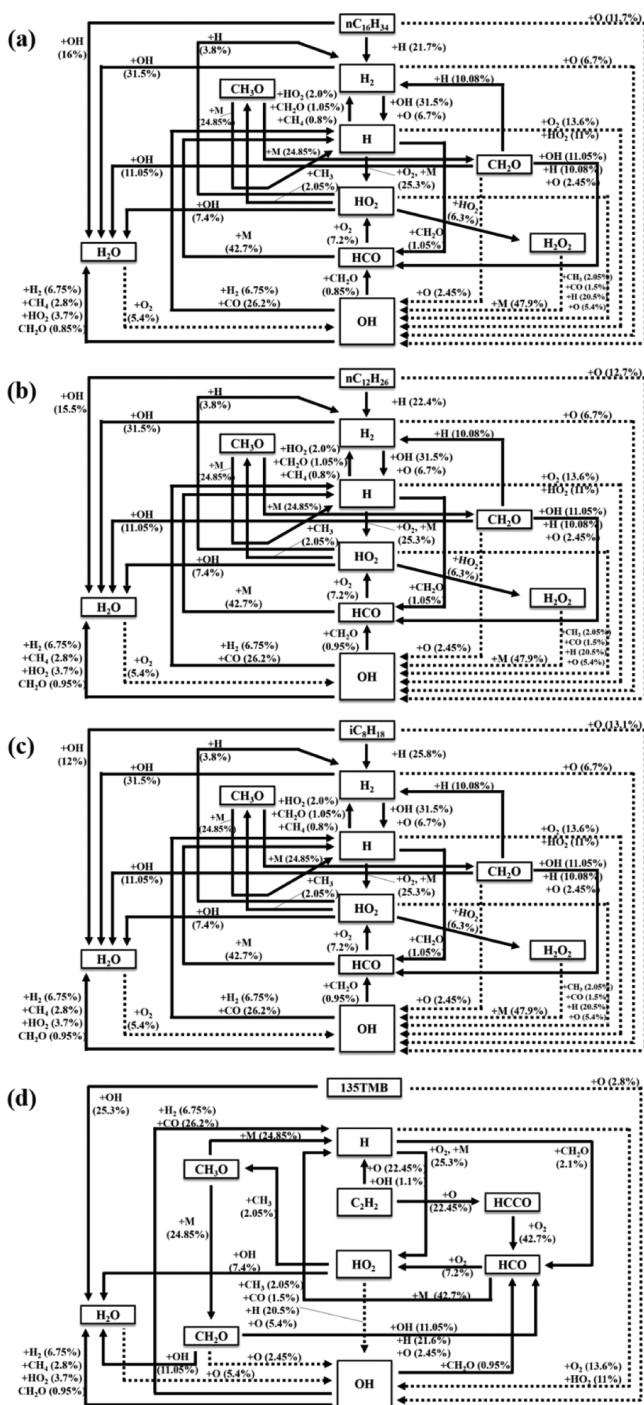 (a)
nC16H34
+O (11.7%)
+OH
(16%)
+H
(3.8%)
+H (21.7%)
+O (6.7%)
+OH
(31.5%)
H2
+H (10.08%)
CH3O
+HO2 (2.0%)
+CH2O (1.05%)
+CH4 (0.8%)
+OH (31.5%)
+O (6.7%)
+M
(24.85%)
H
+O2 (13.6%)
+HO2 (11%)
+M (24.85%)
+OH
(11.05%)
+O2, +M
(25.3%)
CH2O
+OH (11.05%)
+H (10.08%)
+O (2.45%)
+CH3
(2.05%)
HO2
+OH
(7.4%)
+HO2
(6.3%)
+O2
(7.2%)
+CH2O
(1.05%)
H2O
+M
(42.7%)
HCO
H2O2
+CH3 (2.05%)
+CO (1.5%)
+H (20.5%)
+O (5.4%)
+H2 (6.75%)
+CH4 (2.8%)
+HO2 (3.7%)
CH2O (0.85%)
+O2
(5.4%)
+H2 (6.75%)
+CO (26.2%)
+CH2O
(0.85%)
+O (2.45%)
+M (47.9%)
OH
(b)
nC12H26
+O (12.7%)
+OH
(15.5%)
+H
(3.8%)
+H (22.4%)
+O (6.7%)
+OH
(31.5%)
H2
+H (10.08%)
CH3O
+HO2 (2.0%)
+CH2O (1.05%)
+CH4 (0.8%)
+OH (31.5%)
+O (6.7%)
+M
(24.85%)
H
+O2 (13.6%)
+HO2 (11%)
+M (24.85%)
+OH
(11.05%)
+O2, +M
(25.3%)
CH2O
+OH (11.05%)
+H (10.08%)
+O (2.45%)
+CH3
(2.05%)
HO2
+OH
(7.4%)
+HO2
(6.3%)
+O2
(7.2%)
+CH2O
(1.05%)
H2O
+M
(42.7%)
HCO
H2O2
+CH3 (2.05%)
+CO (1.5%)
+H (20.5%)
+O (5.4%)
+H2 (6.75%)
+CH4 (2.8%)
+HO2 (3.7%)
CH2O (0.95%)
+O2
(5.4%)
+H2 (6.75%)
+CO (26.2%)
+CH2O
(0.95%)
+O (2.45%)
+M (47.9%)
OH
(c)
iC8H18
+O (13.1%)
+OH
(12%)
+H
(3.8%)
+H (25.8%)
+O (6.7%)
+OH
(31.5%)
H2
+H (10.08%)
CH3O
+HO2 (2.0%)
+CH2O (1.05%)
+CH4 (0.8%)
+OH (31.5%)
+O (6.7%)
+M
(24.85%)
H
+O2 (13.6%)
+HO2 (11%)
+M (24.85%)
+OH
(11.05%)
+O2, +M
(25.3%)
CH2O
+OH (11.05%)
+H (10.08%)
+O (2.45%)
+CH3
(2.05%)
HO2
+OH
(7.4%)
+HO2
(6.3%)
+O2
(7.2%)
+CH2O
(1.05%)
H2O
+M
(42.7%)
HCO
H2O2
+CH3 (2.05%)
+CO (1.5%)
+H (20.5%)
+O (5.4%)
+H2 (6.75%)
+CH4 (2.8%)
+HO2 (3.7%)
CH2O (0.95%)
+O2
(5.4%)
+H2 (6.75%)
+CO (26.2%)
+CH2O
(0.95%)
+O (2.45%)
+M (47.9%)
OH
(d)
135TMB
+O (2.8%)
+OH
(25.3%)
+H2 (6.75%)
+CO (26.2%)
+M (24.85%)
H
+O2, +M
(25.3%)
+CH2O
(2.1%)
CH3O
+O (22.45%)
+OH (1.1%)
+CH3
(2.05%)
C2H2
+O
(22.45%)
HCCO
+M
(24.85%)
+O2
(42.7%)
+OH
(7.4%)
HO2
+O2
(7.2%)
HCO
+CH3 (2.05%)
+CO (1.5%)
+H (20.5%)
+O (5.4%)
+M (42.7%)
H2O
CH2O
+OH (11.05%)
+H (21.6%)
+O (2.45%)
+H2 (6.75%)
+CH4 (2.8%)
+HO2 (3.7%)
CH2O (0.95%)
+OH
(11.05%)
+O (2.45%)
+O (5.4%)
+CH2O (0.95%)
OH
+O2 (13.6%)
+HO2 (11%)